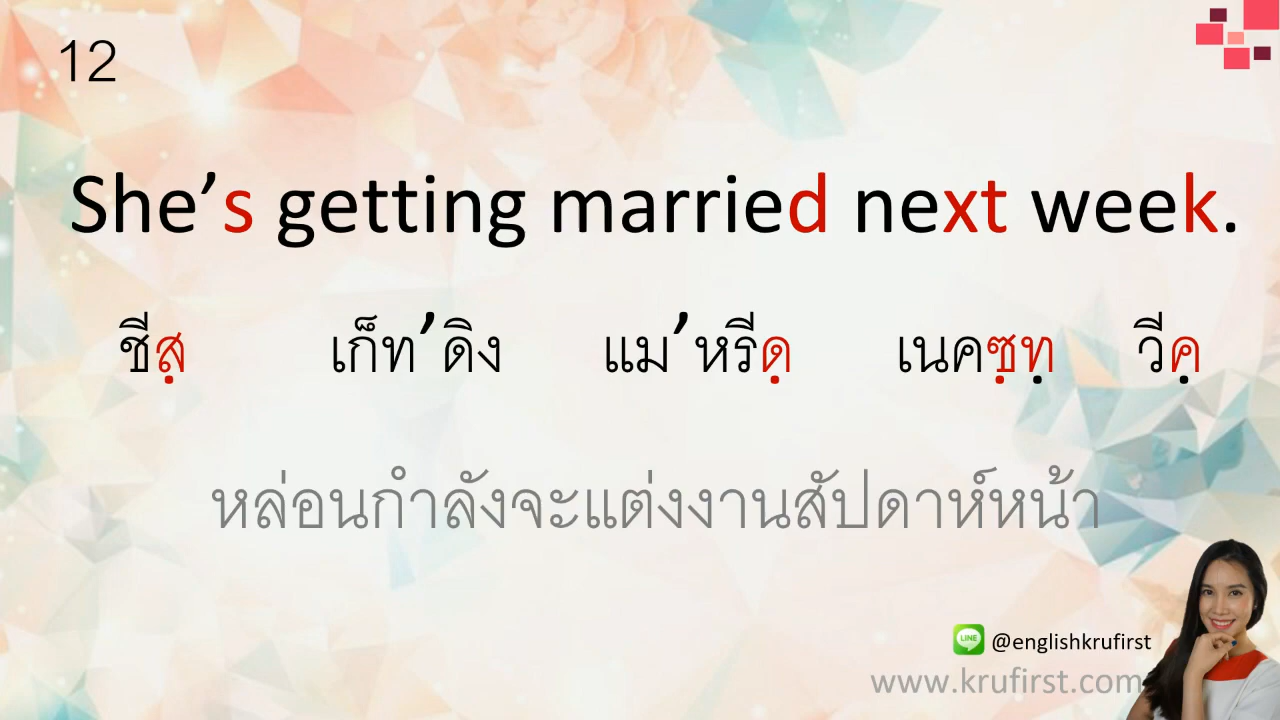 12
She’s getting married next week.
ชีสฺ เก็ท’ดิง แม’หรีดฺ เนคซฺทฺ วีคฺ
หล่อนกำลังจะแต่งงานสัปดาห์หน้า
LINE @englishkrufirst
www.krufirst.com